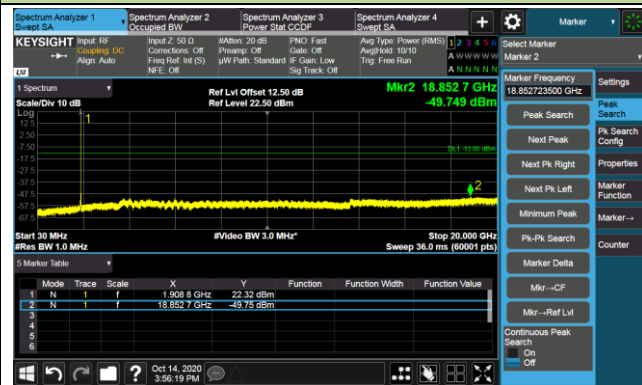 Spectrum Analyzer 1
Swept SA
Spectrum Analyzer 2
Occupied BW
Spectrum Analyzer 3
Power Stat CCDF
Spectrum Analyzer 4
Swept SA
+
Marker
KEYSIGHT
Input: RF
Coupling: DC
Align: Auto
Input Z: 50 Ω
Corrections: Off
Freq Ref: Int (S)
NFE: Off
#Atten: 20 dB
Preamp: Off
µW Path: Standard
PNO: Fast
Gate: Off
IF Gain: Low
Sig Track: Off
Avg Type: Power (RMS)
Avg|Hold: 10/10
Trig: Free Run
1 2 3 4 5 6
A W W W W W
A N N N N N
LXI
Select Marker
Marker 2
Marker Frequency
18.852723500 GHz
Peak Search
Next Peak
Next Pk Right
Next Pk Left
Minimum Peak
Pk-Pk Search
Marker Delta
Mkr→CF
Mkr→Ref Lvl
Continuous Peak
Search
On
Off
Settings
Peak
Search
Pk Search
Config
Properties
Marker
Function
Marker→
Counter
1 Spectrum
Scale/Div 10 dB
Log
Ref Lvl Offset 12.50 dB
Ref Level 22.50 dBm
Mkr2 18.852 7 GHz
-49.749 dBm
12.5
2.50
-7.50
-17.5
-27.5
-37.5
-47.5
-57.5
-67.5
1
DL1 -13.00 dBm
2
Start 30 MHz
#Res BW 1.0 MHz
#Video BW 3.0 MHz*
Stop 20.000 GHz
Sweep 36.0 ms (60001 pts)
5 Marker Table
Mode Trace Scale X Y Function Function Width Function Value
1 N 1 f 1.908 8 GHz 22.32 dBm
2 N 1 f 18.852 7 GHz -49.75 dBm
3
4
5
6
?
Oct 14, 2020
3:56:19 PM